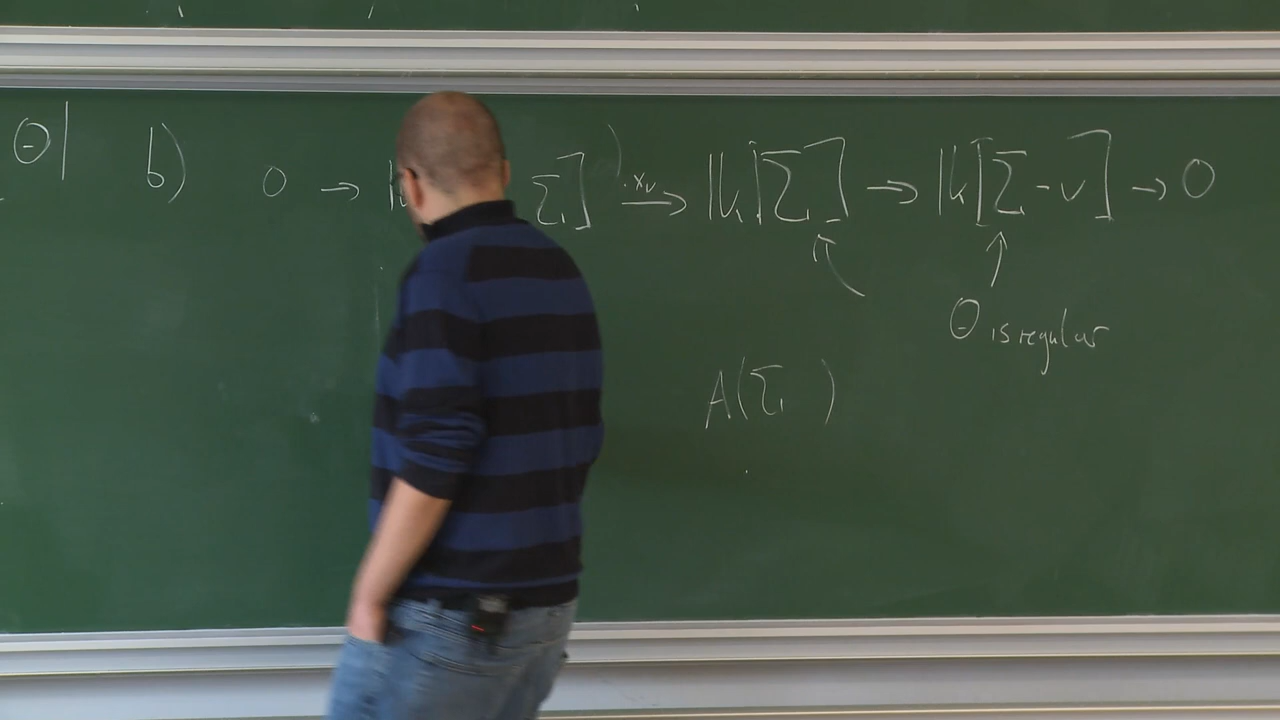 Θ| b) 0 → 𝕜 Σ] ) ·x_v → 𝕜[Σ] → 𝕜[Σ - v] → 0
Θ is regular
A(Σ )